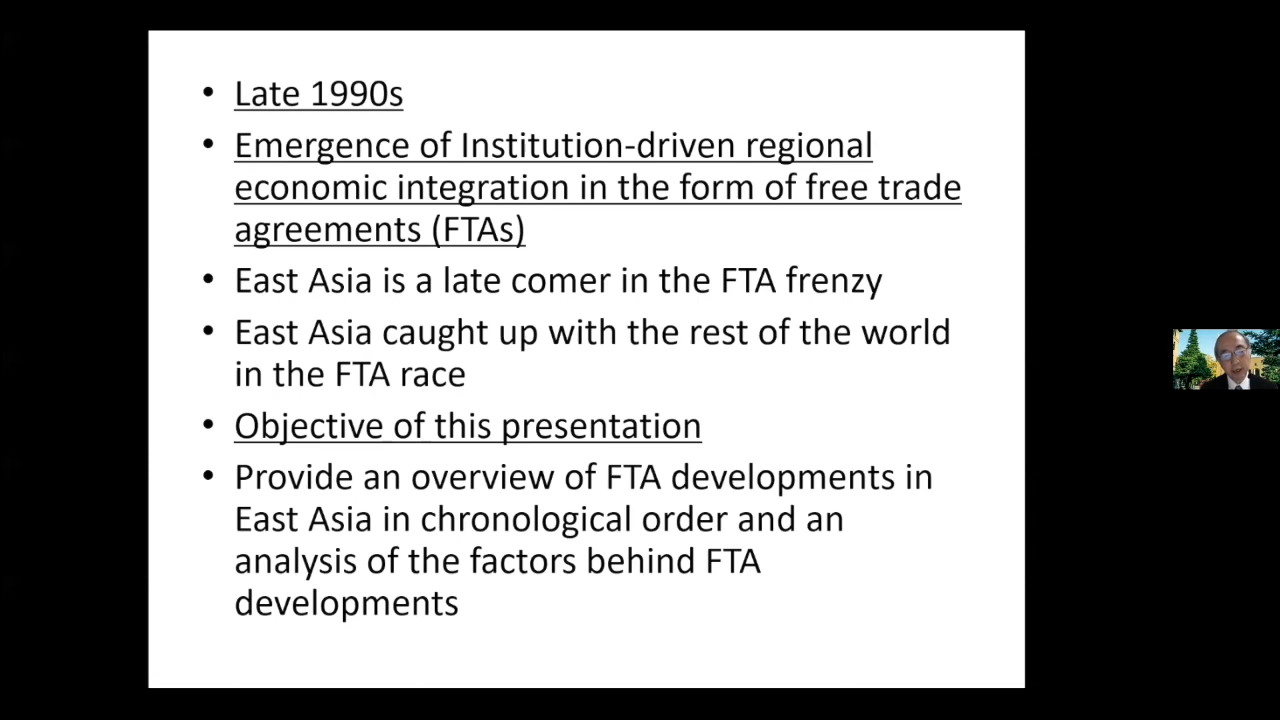 • Late 1990s
• Emergence of Institution-driven regional
economic integration in the form of free trade
agreements (FTAs)
• East Asia is a late comer in the FTA frenzy
• East Asia caught up with the rest of the world
in the FTA race
• Objective of this presentation
• Provide an overview of FTA developments in
East Asia in chronological order and an
analysis of the factors behind FTA
developments